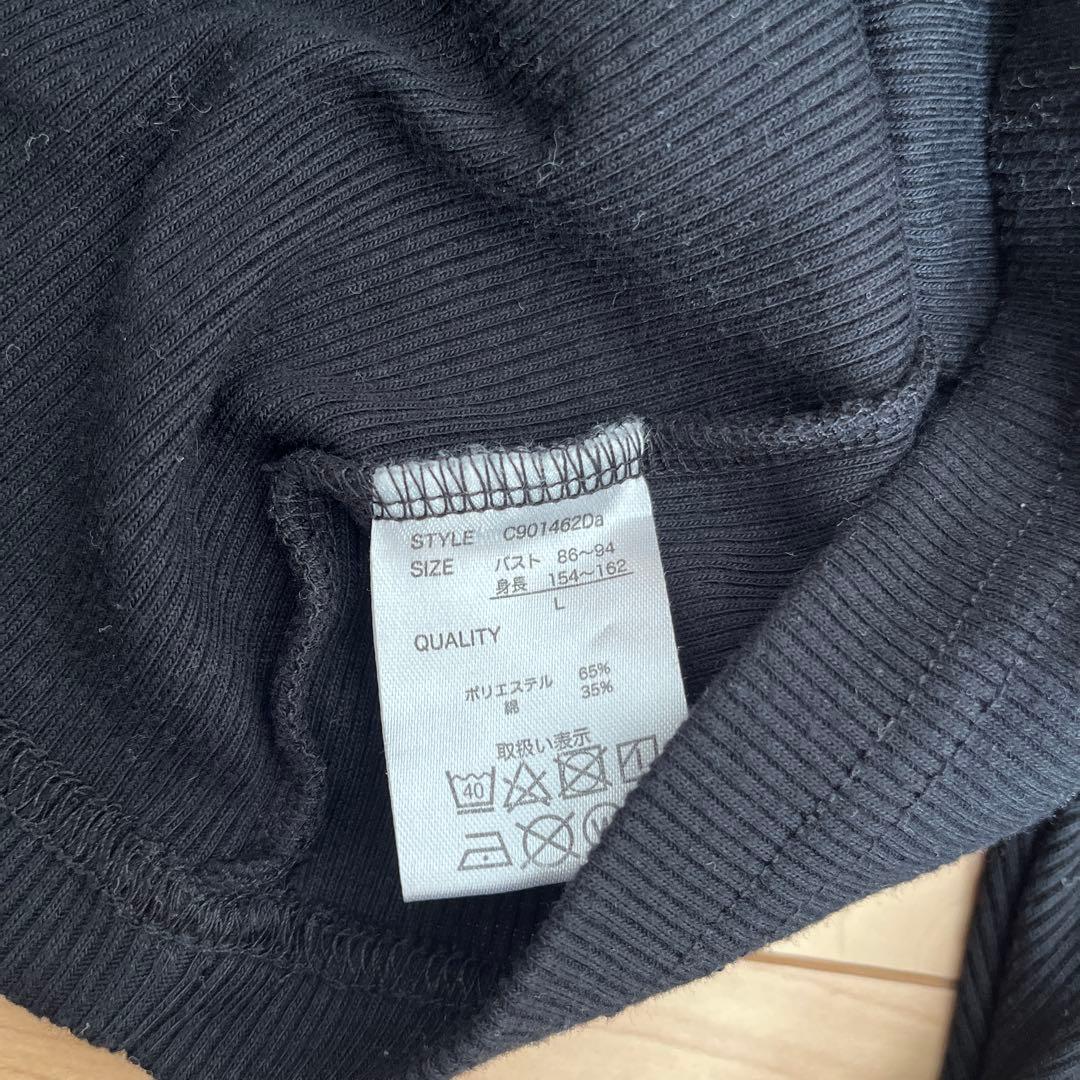 STYLE C901462Da
SIZE バスト 86～94
身長 154～162
L
QUALITY
ポリエステル 65%
綿 35%
取扱い表示
40
W